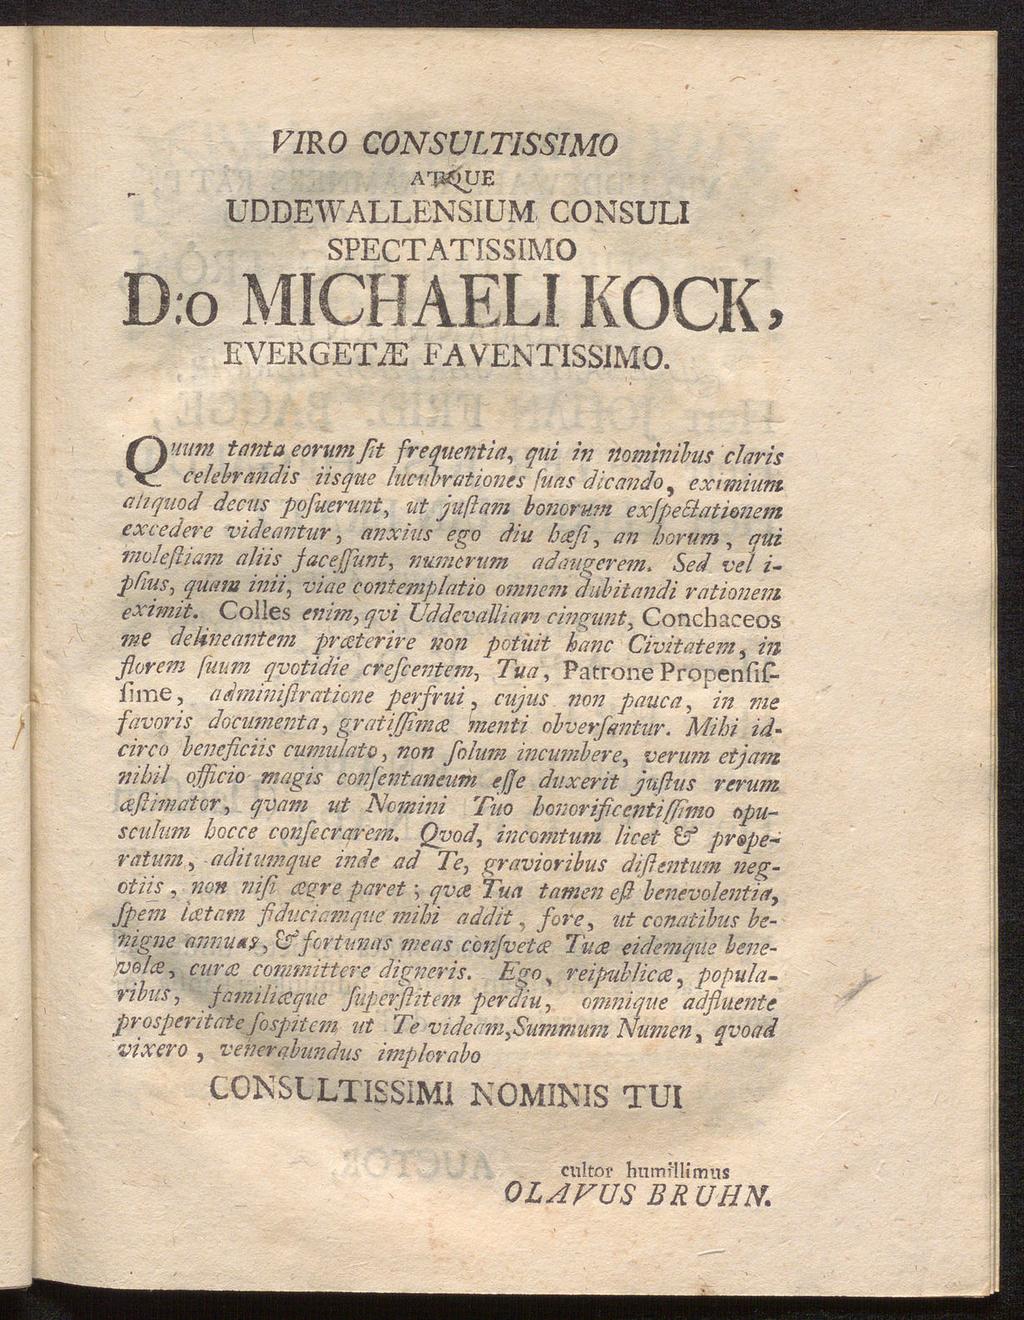 VIRO CONSULTISSIMO
ATQUE
UDDEWALLENSIUM CONSULI
SPECTATISSIMO
D:o MICHAELI KOCK,
EVERGETÆ FAVENTISSIMO.
Quum tanta eorum ſit frequentia, qui in nominibus claris
celebrandis iisque lucubrationes ſuas dicando, eximium
aliquod decus poſuerunt, ut juſtam bonorum exſpectationem
excedere videantur, anxius ego diu hæſi, an horum, qui
moleſtiam aliis faceſſunt, numerum adaugerem. Sed vel i-
pſius, quam inii, viae contemplatio omnem dubitandi rationem
eximit. Colles enim, qvi Uddevalliam cingunt, Conchaceos
me delineantem præterire non potuit hanc Civitatem, in
florem ſuum qvotidie creſcentem, Tua, Patrone Propenſiſ-
ſime, adminiſtratione perfrui, cujus non pauca, in me
favoris documenta, gratiſſimæ menti obverſantur. Mihi id-
circo beneficiis cumulato, non ſolum incumbere, verum etjam
nihil officio magis conſentaneum eſſe duxerit juſtus rerum
æſtimator, qvam ut Nomini Tuo honorificentiſſimo opu-
sculum hocce conſecrarem. Qvod, incomtum licet & prope-
ratum, aditumque inde ad Te, gravioribus diſtentum neg-
otiis, non niſi ægre paret; qvæ Tua tamen eſt benevolentia,
ſpem lætam fiduciamque mihi addit, fore, ut conatibus be-
nigne annuas, & fortunas meas conſvetæ Tuæ eidemque bene-
volæ, curæ committere digneris. Ego, reipublicæ, popula-
ribus, familiæque ſuperſtitem perdiu, omnique adfluente
prosperitate ſospitem ut Te videam, Summum Numen, qvoad
vixero, venerabundus implorabo
CONSULTISSIMI NOMINIS TUI
cultor humillimus
OLAVUS BRUHN.